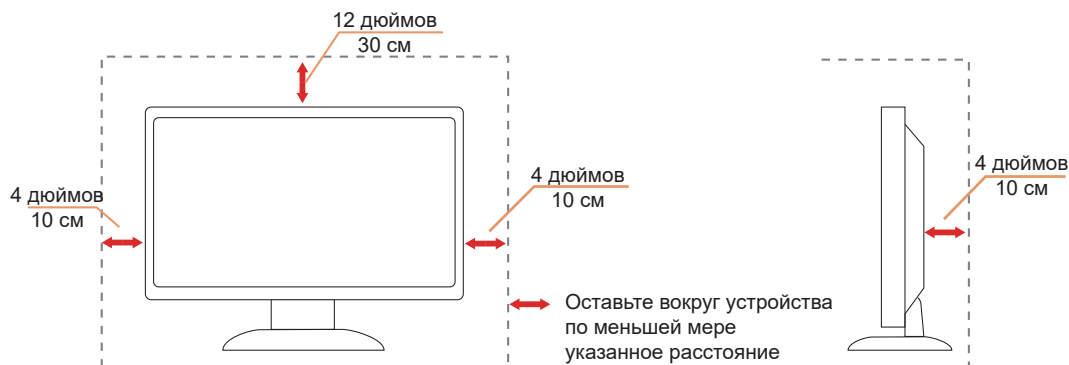 12 дюймов
30 см
4 дюймов
10 см
4 дюймов
10 см
4 дюймов
10 см
Оставьте вокруг устройства
по меньшей мере
указанное расстояние